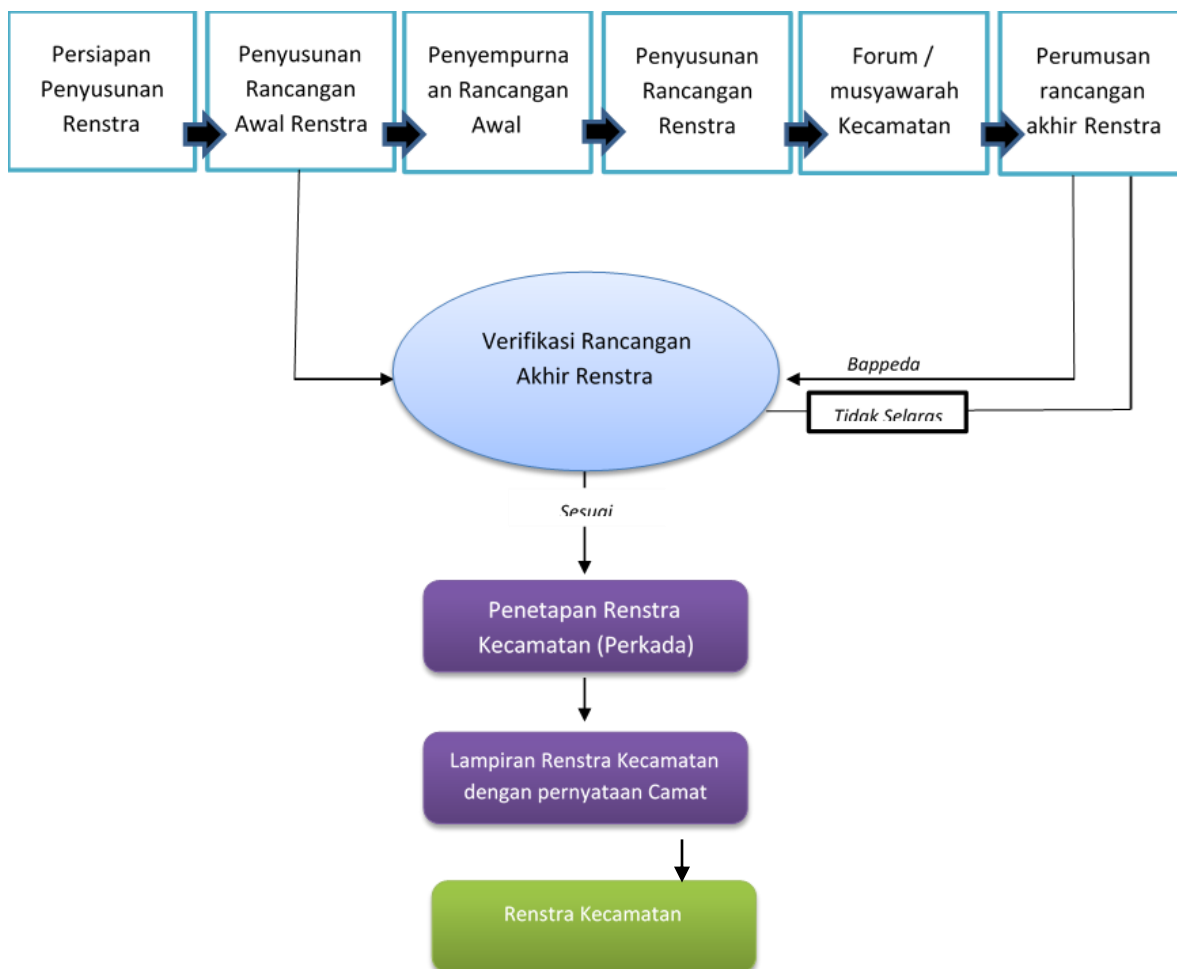 Persiapan
Penyusunan
Renstra
Penyusunan
Rancangan
Awal Renstra
Penyempurna
an Rancangan
Awal
Penyusunan
Rancangan
Renstra
Forum /
musyawarah
Kecamatan
Perumusan
rancangan
akhir Renstra
Verifikasi Rancangan
Akhir Renstra
Bappeda
Tidak Selaras
Sesuai
Penetapan Renstra
Kecamatan (Perkada)
Lampiran Renstra Kecamatan
dengan pernyataan Camat
Renstra Kecamatan